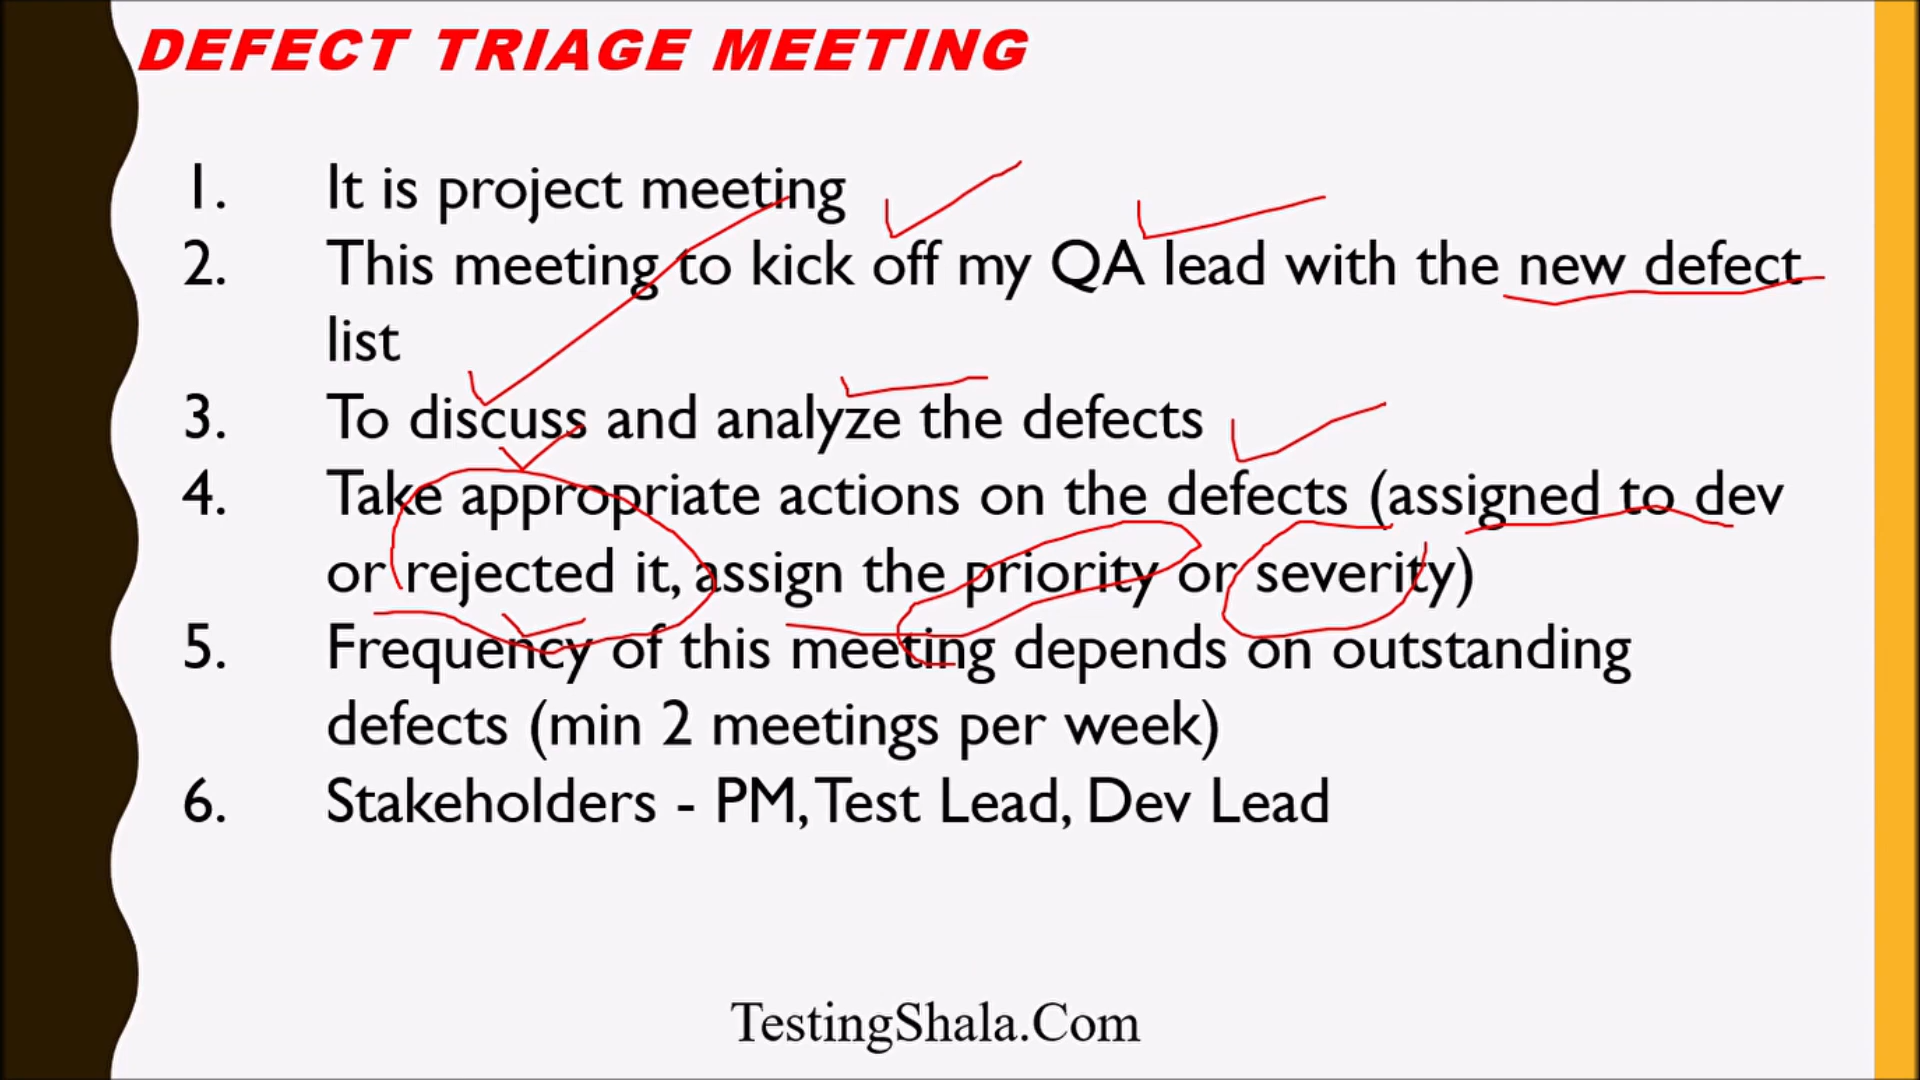 DEFECT TRIAGE MEETING
1. It is project meeting
2. This meeting to kick off my QA lead with the new defect
list
3. To discuss and analyze the defects
4. Take appropriate actions on the defects (assigned to dev
or rejected it, assign the priority or severity)
5. Frequency of this meeting depends on outstanding
defects (min 2 meetings per week)
6. Stakeholders - PM, Test Lead, Dev Lead
TestingShala.Com